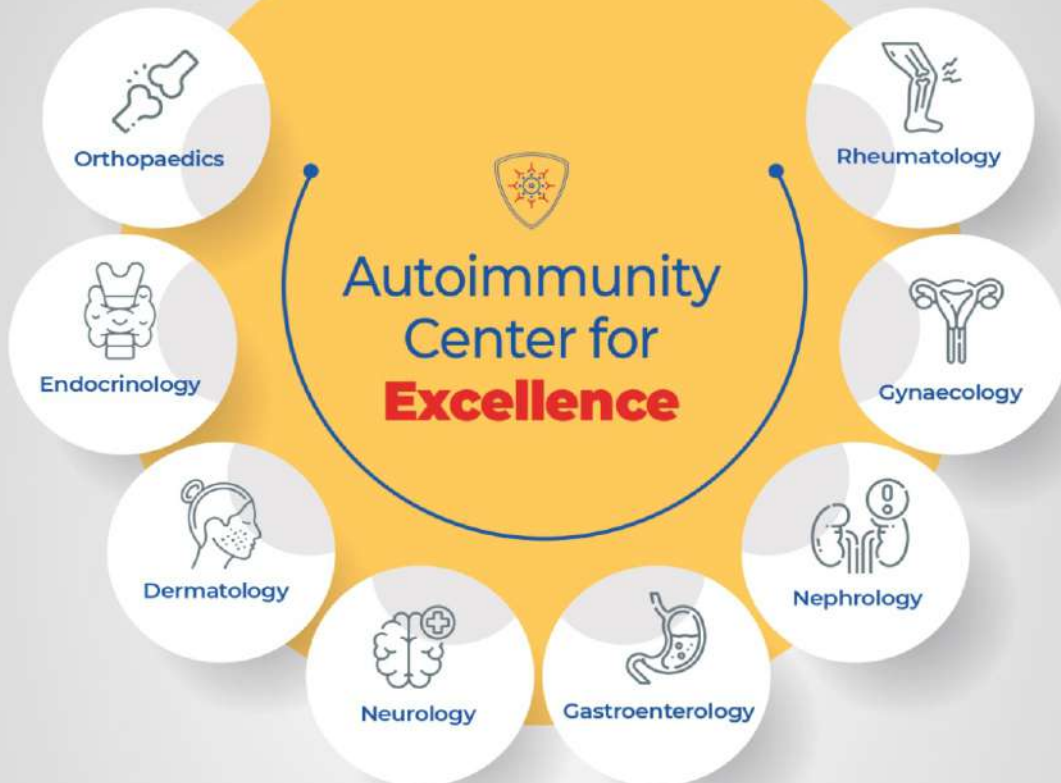 Orthopaedics
Rheumatology
Autoimmunity
Center for
Excellence
Endocrinology
Gynaecology
Dermatology
Nephrology
Neurology
Gastroenterology